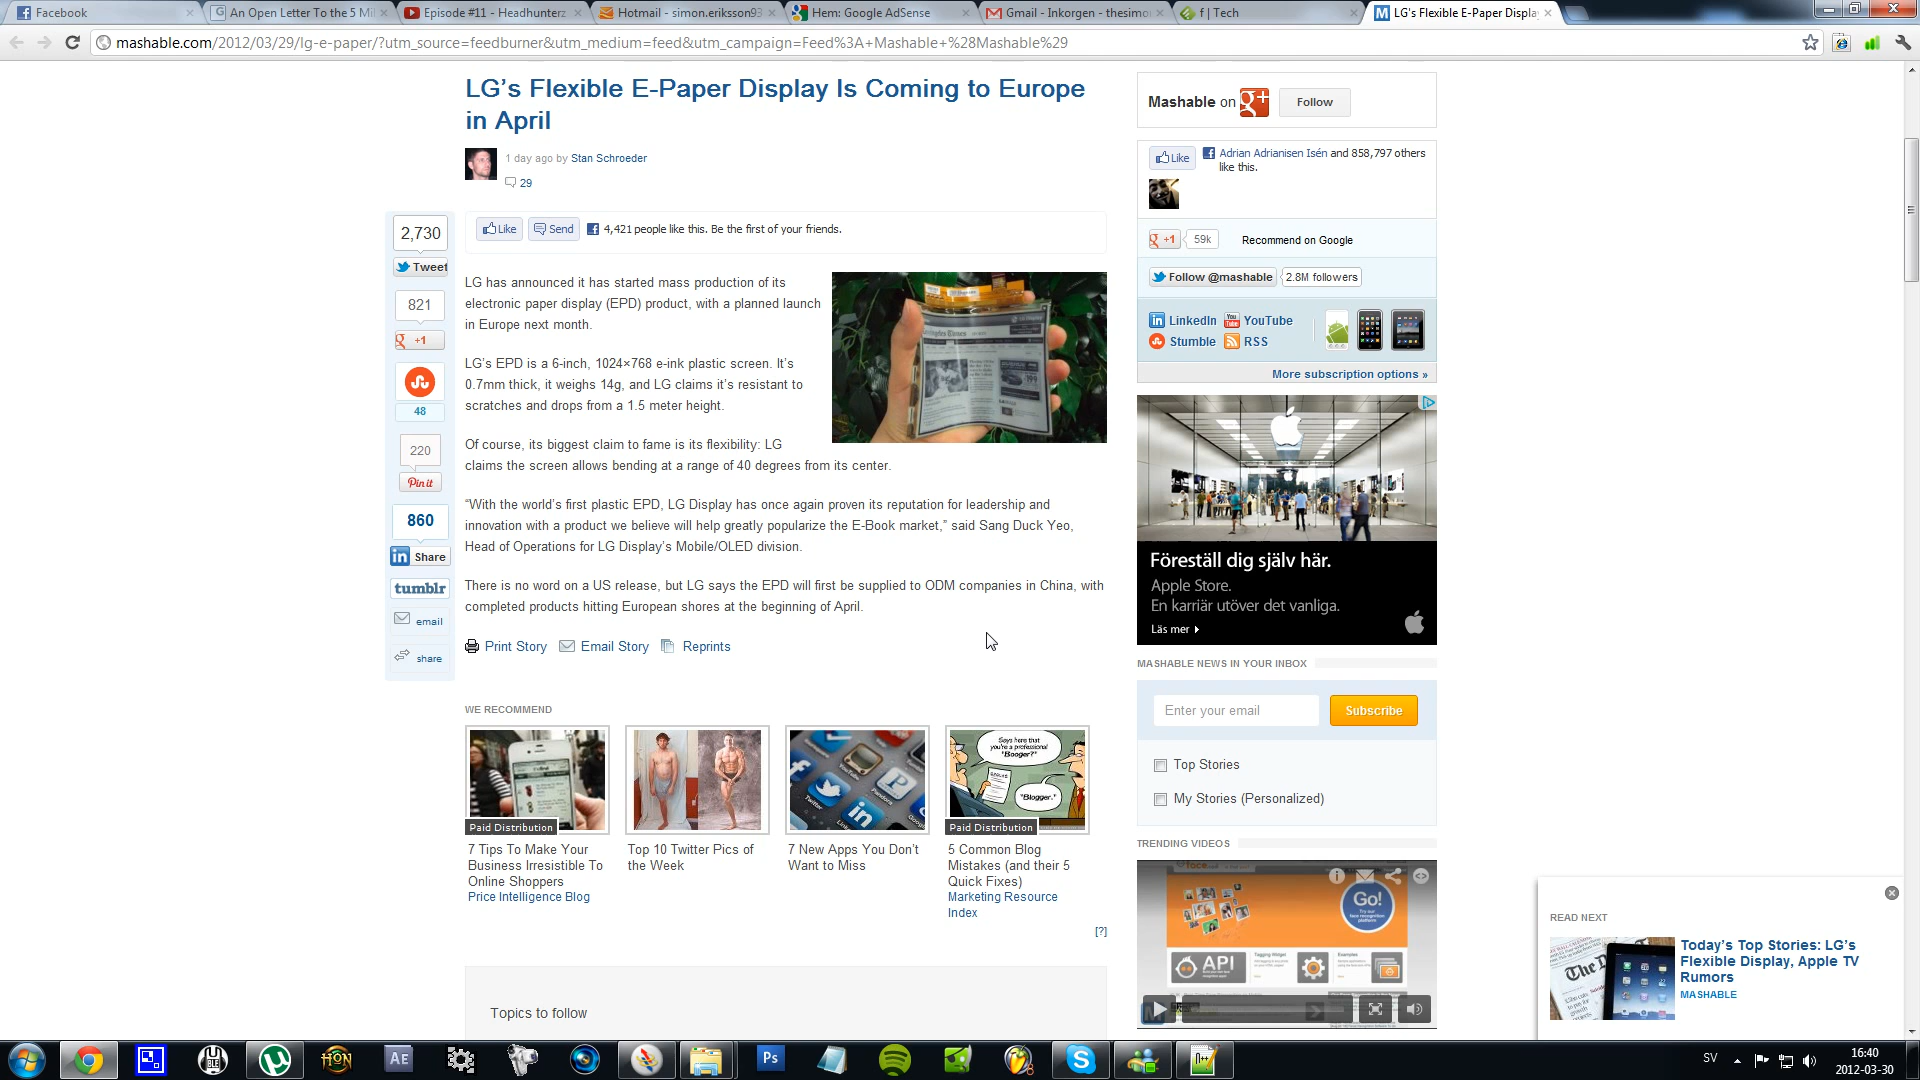 Facebook
An Open Letter To the 5 Mil
Episode #11 - Headhunterz
Hotmail - simon.eriksson93
Hem: Google AdSense
Gmail - Inkorgen - thesimo
f | Tech
LG's Flexible E-Paper Displa
mashable.com/2012/03/29/lg-e-paper/?utm_source=feedburner&utm_medium=feed&utm_campaign=Feed%3A+Mashable+%28Mashable%29
LG’s Flexible E-Paper Display Is Coming to Europe
in April
1 day ago by Stan Schroeder
29
2,730
Tweet
821
+1
48
220
Pin it
860
Share
tumblr
email
share
Like
Send
4,421 people like this. Be the first of your friends.
LG has announced it has started mass production of its
electronic paper display (EPD) product, with a planned launch
in Europe next month.
LG’s EPD is a 6-inch, 1024×768 e-ink plastic screen. It’s
0.7mm thick, it weighs 14g, and LG claims it’s resistant to
scratches and drops from a 1.5 meter height.
Of course, its biggest claim to fame is its flexibility: LG
claims the screen allows bending at a range of 40 degrees from its center.
“With the world’s first plastic EPD, LG Display has once again proven its reputation for leadership and
innovation with a product we believe will help greatly popularize the E-Book market,” said Sang Duck Yeo,
Head of Operations for LG Display’s Mobile/OLED division.
There is no word on a US release, but LG says the EPD will first be supplied to ODM companies in China, with
completed products hitting European shores at the beginning of April.
Print Story
Email Story
Reprints
WE RECOMMEND
Paid Distribution
7 Tips To Make Your
Business Irresistible To
Online Shoppers
Price Intelligence Blog
Top 10 Twitter Pics of
the Week
7 New Apps You Don’t
Want to Miss
Says here that
you're a professional
"Booger?"
"Blogger."
Paid Distribution
5 Common Blog
Mistakes (and their 5
Quick Fixes)
Marketing Resource
Index
[?]
Topics to follow
Mashable on
g+
Follow
Like
Adrian Adrianisen Isén and 858,797 others
like this.
+1
59k
Recommend on Google
Follow @mashable
2.8M followers
LinkedIn
YouTube
Stumble
RSS
More subscription options »
Föreställ dig själv här.
Apple Store.
En karriär utöver det vanliga.
Läs mer
MASHABLE NEWS IN YOUR INBOX
Enter your email
Subscribe
Top Stories
My Stories (Personalized)
TRENDING VIDEOS
Go!
API
READ NEXT
Today’s Top Stories: LG’s
Flexible Display, Apple TV
Rumors
MASHABLE
HON
AE
Ps
SV
16:40
2012-03-30